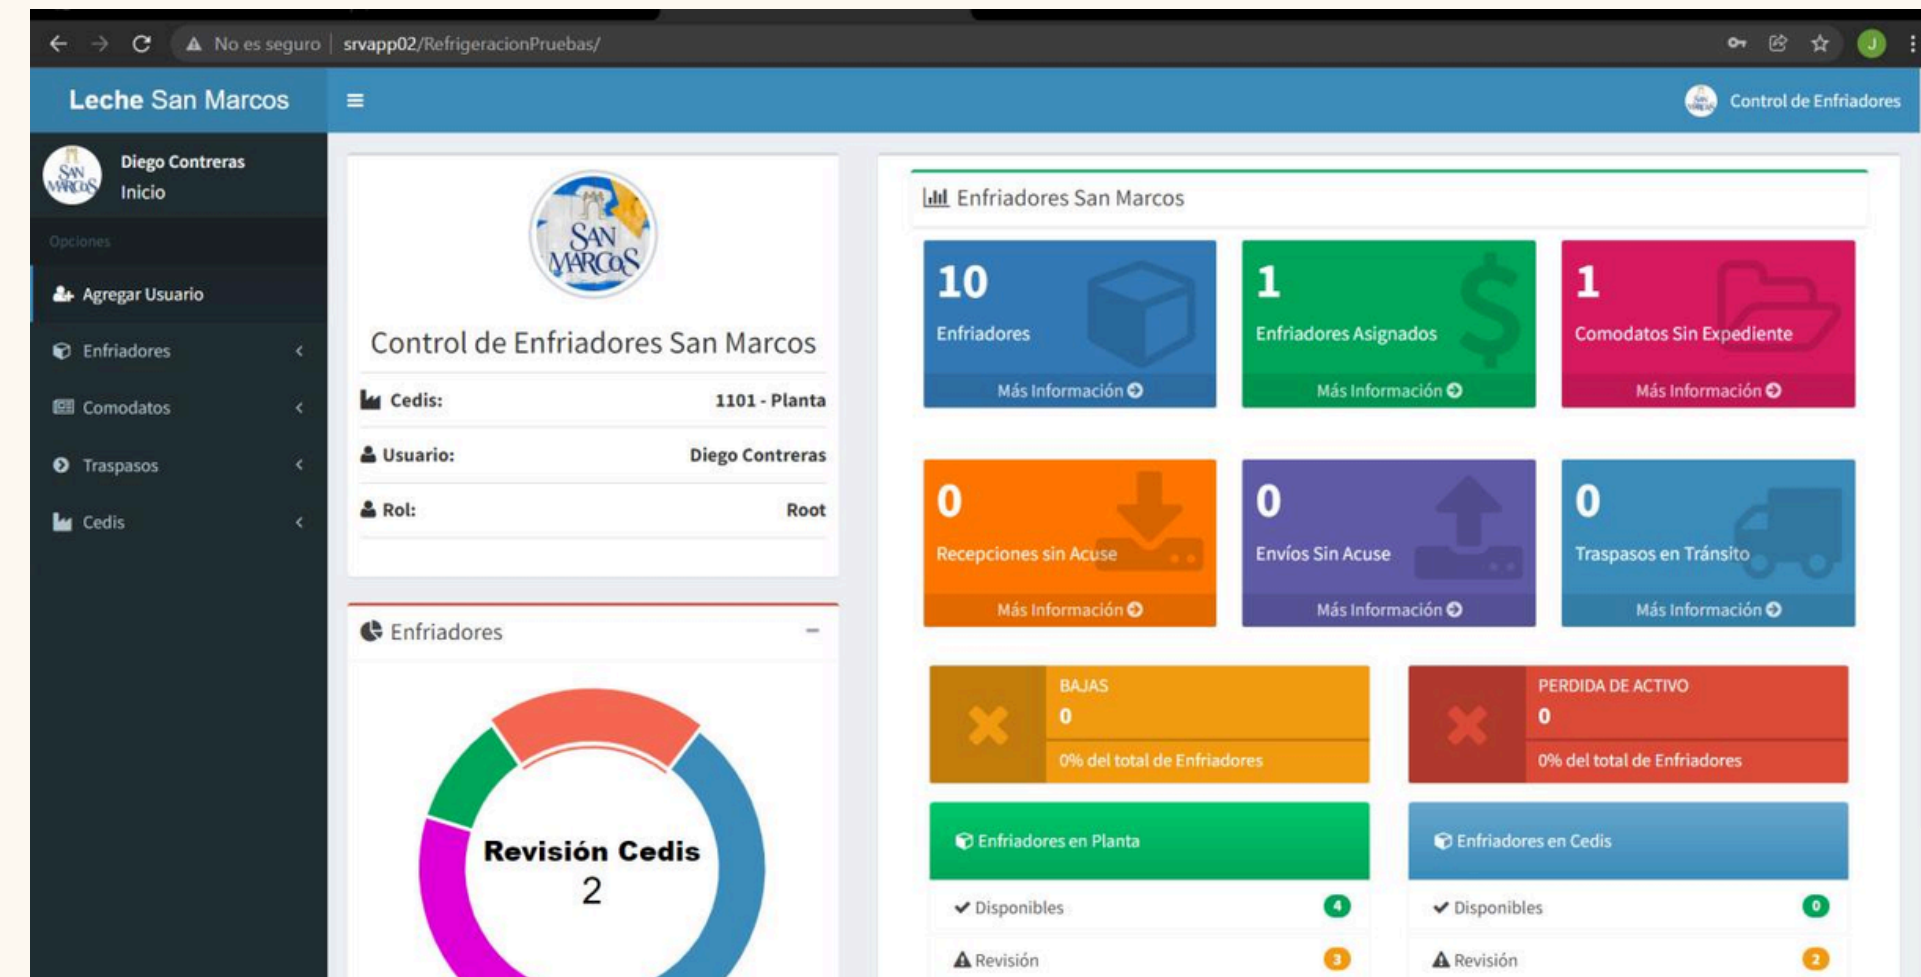 No es seguro | srvapp02/RefrigeracionPruebas/
J
Leche San Marcos
Control de Enfriadores
SAN MARCOS
Diego Contreras
Inicio
Opciones
Agregar Usuario
Enfriadores
Comodatos
Traspasos
Cedis
SAN
MARCOS
Control de Enfriadores San Marcos
Cedis: 1101 - Planta
Usuario: Diego Contreras
Rol: Root
Enfriadores
Revisión Cedis
2
Enfriadores San Marcos
10
Enfriadores
Más Información
1
Enfriadores Asignados
Más Información
1
Comodatos Sin Expediente
Más Información
0
Recepciones sin Acuse
Más Información
0
Envíos Sin Acuse
Más Información
0
Traspasos en Tránsito
Más Información
BAJAS
0
0% del total de Enfriadores
PERDIDA DE ACTIVO
0
0% del total de Enfriadores
Enfriadores en Planta
Disponibles 4
Revisión 3
Enfriadores en Cedis
Disponibles 0
Revisión 2